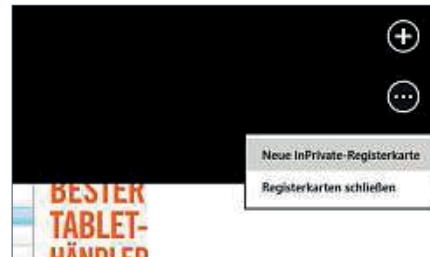 Neue InPrivate-Registerkarte
Registerkarten schließen
BESTER
TABLET-
HÄNDLER